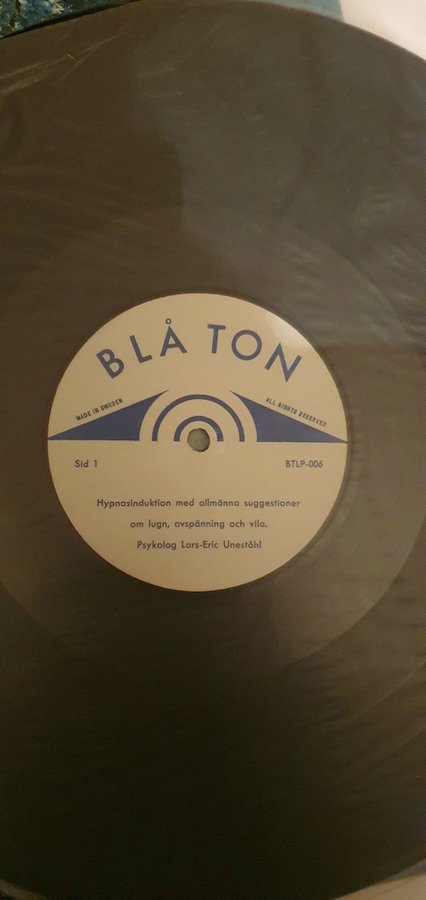 BLÅ TON
MADE IN SWEDEN
ALL RIGHTS RESERVED
Sid 1
BTLP-006
Hypnosinduktion med allmänna suggestioner
om lugn, avspänning och vila.
Psykolog Lars-Eric Uneståhl